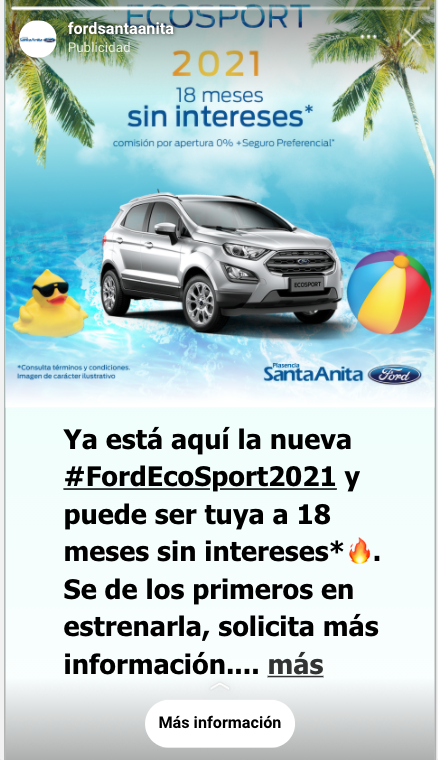 ECOSPORT
fordsantaanita
Publicidad
2021
18 meses
sin intereses*
comisión por apertura 0% +Seguro Preferencial*
ECOSPORT
*Consulta términos y condiciones
Imagen de carácter ilustrativo
Plasencia
SantaAnita Ford
Ya está aquí la nueva
#FordEcoSport2021 y
puede ser tuya a 18
meses sin intereses*🔥.
Se de los primeros en
estrenarla, solicita más
información.... más
Más información